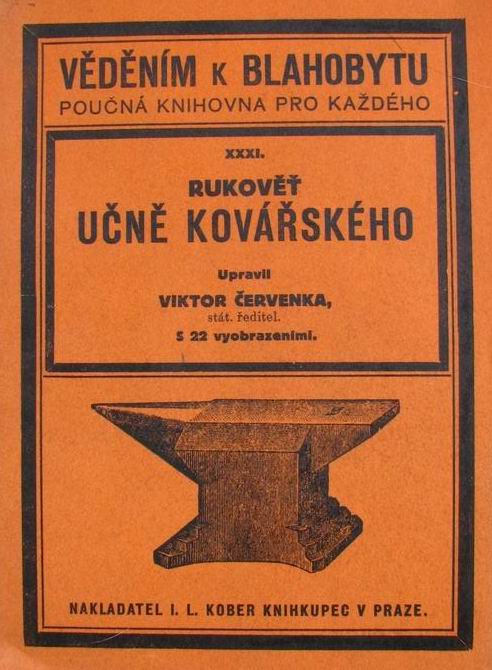 VĚDĚNÍM K BLAHOBYTU
POUČNÁ KNIHOVNA PRO KAŽDÉHO
XXXI.
RUKOVĚŤ
UČNĚ KOVÁŘSKÉHO
Upravil
VIKTOR ČERVENKA,
stát. ředitel.
S 22 vyobrazeními.
NAKLADATEL I. L. KOBER KNIHKUPEC V PRAZE.